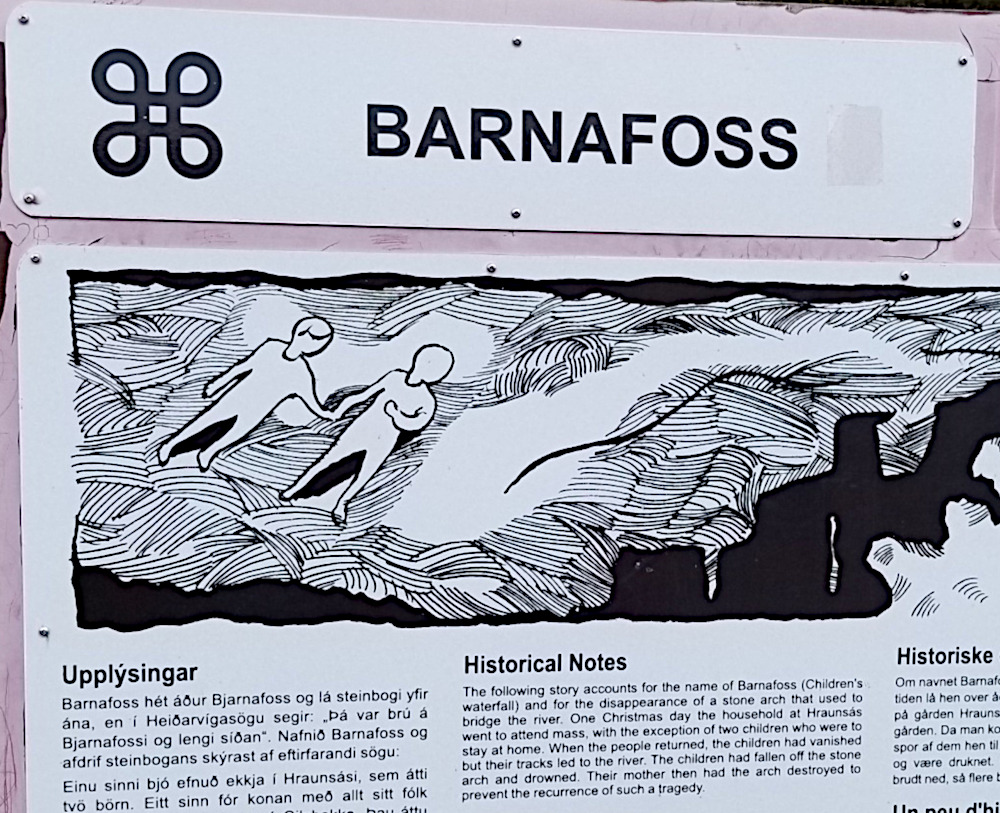 BARNAFOSS
Upplýsingar
Barnafoss hét áður Bjarnafoss og lá steinbogi yfir
ána, en í Heiðarvígasögu segir: „Þá var brú á
Bjarnafossi og lengi síðan“. Nafnið Barnafoss og
afdrif steinbogans skýrast af eftirfarandi sögu:
Einu sinni bjó efnuð ekkja í Hraunsási, sem átti
tvö börn. Eitt sinn fór konan með allt sitt fólk
Þau áttu
Historical Notes
The following story accounts for the name of Barnafoss (Children's
waterfall) and for the disappearance of a stone arch that used to
bridge the river. One Christmas day the household at Hraunsás
went to attend mass, with the exception of two children who were to
stay at home. When the people returned, the children had vanished
but their tracks led to the river. The children had fallen off the stone
arch and drowned. Their mother then had the arch destroyed to
prevent the recurrence of such a tragedy.
Historiske
Om navnet Barnafo
tiden lå hen over å
på gården Hrauns
gården. Da man ko
spor af dem hen til
og være druknet.
brudt ned, så flere b
Un peu d'hi